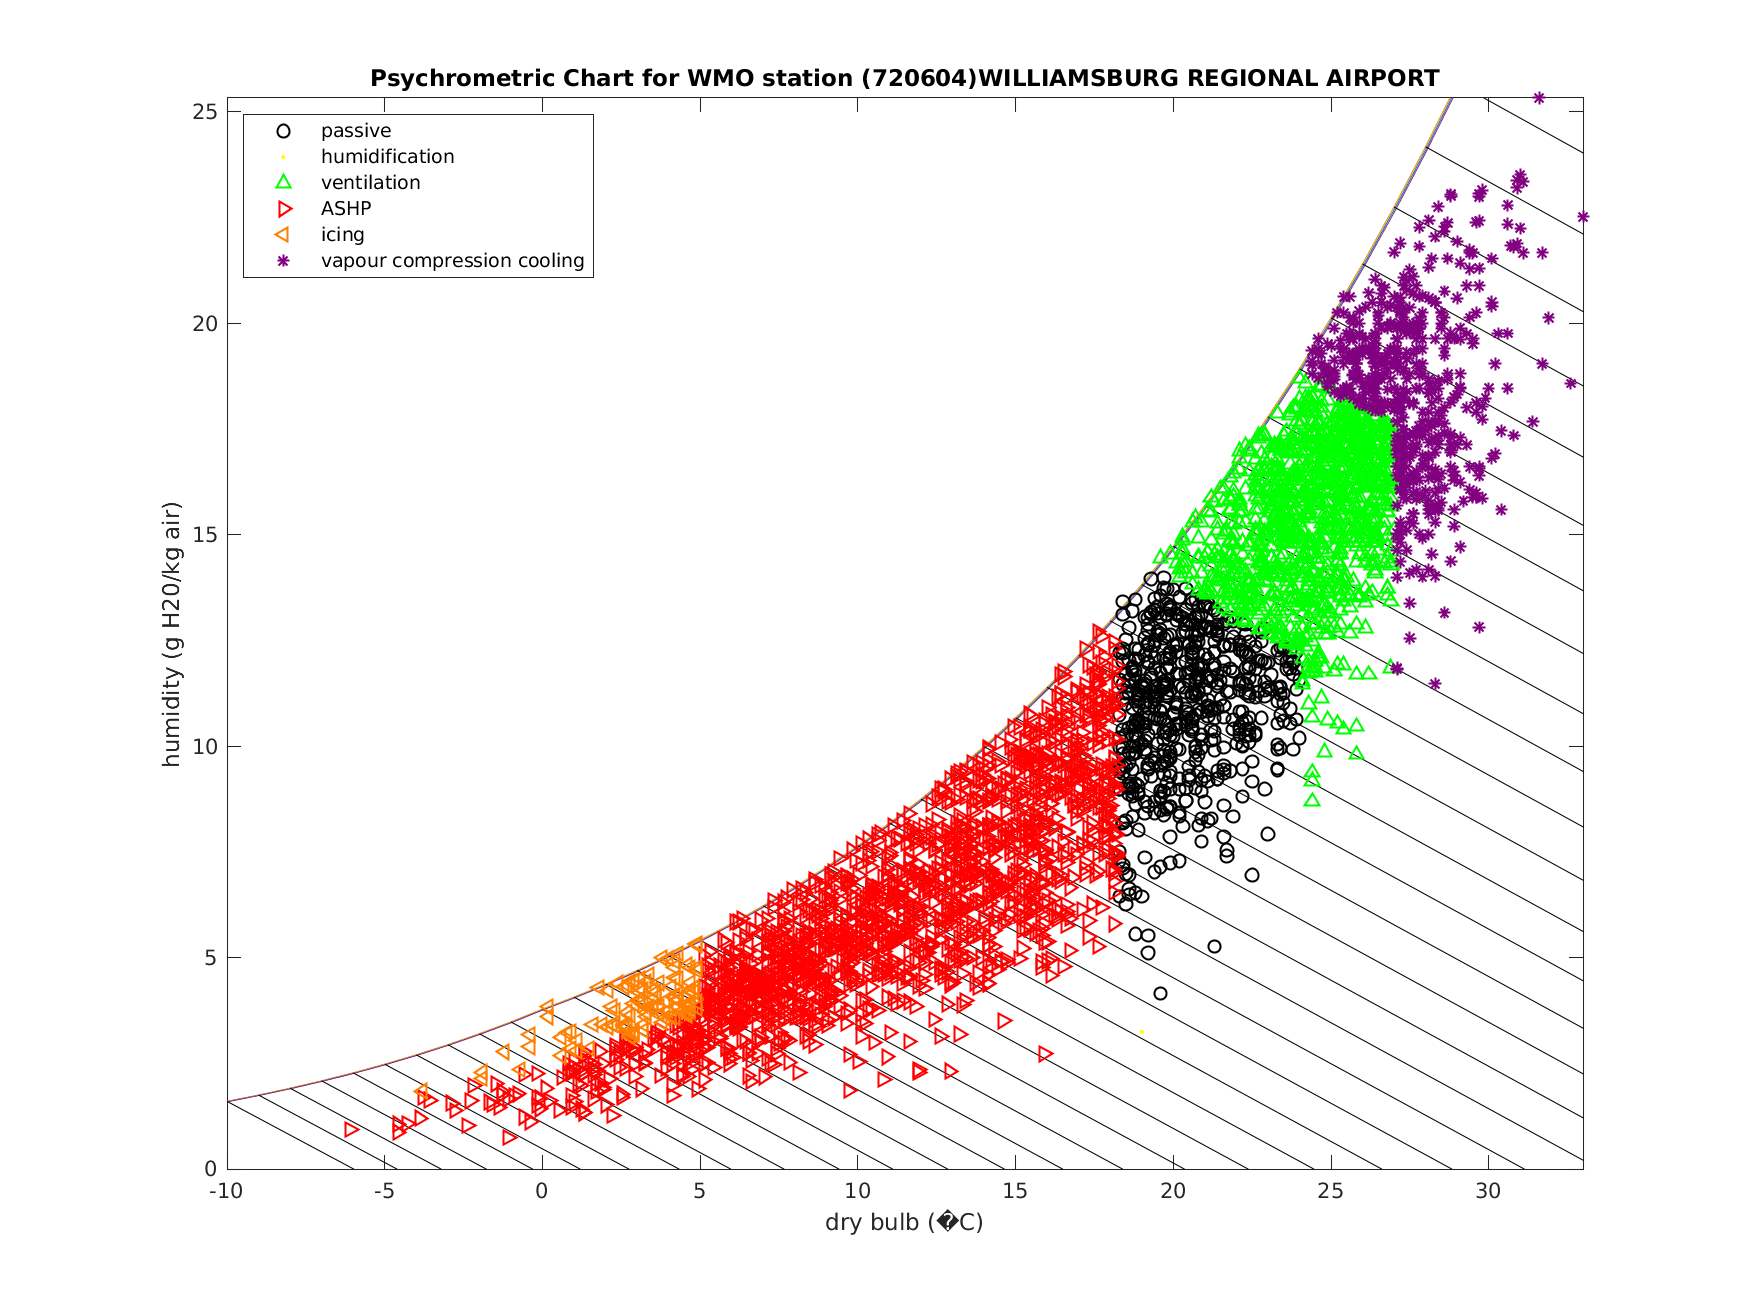 Psychrometric Chart for WMO station (720604)WILLIAMSBURG REGIONAL AIRPORT
passive
humidification
ventilation
ASHP
icing
vapour compression cooling
humidity (g H20/kg air)
25
20
15
10
5
0
-10 -5 0 5 10 15 20 25 30
dry bulb (�C)